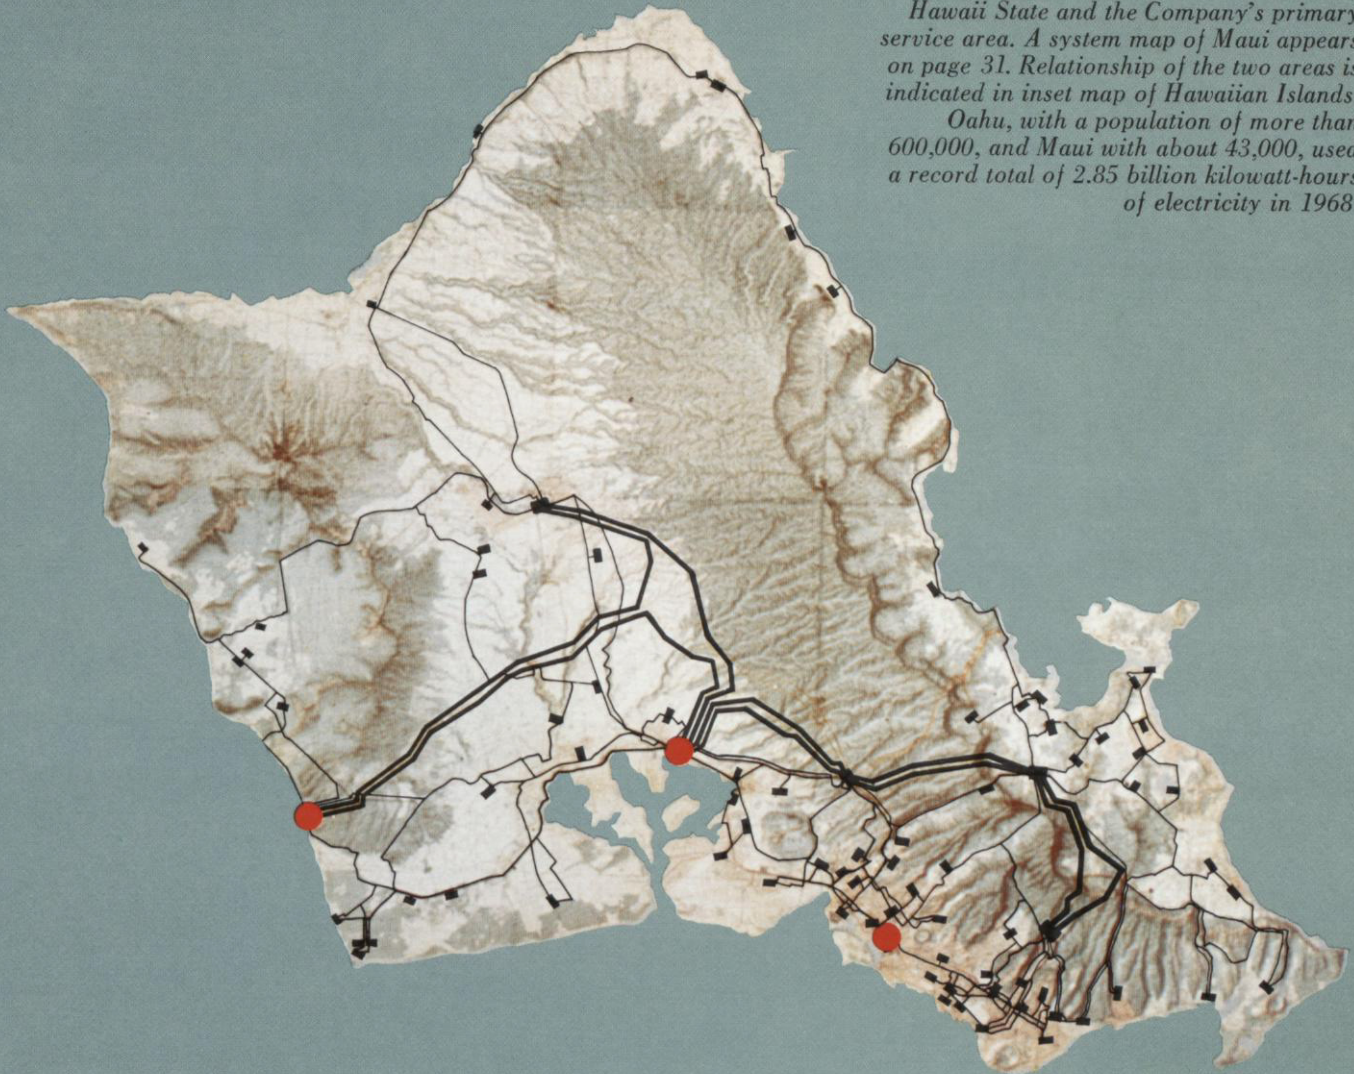 Hawaii State and the Company's primary
service area. A system map of Maui appears
on page 31. Relationship of the two areas is
indicated in inset map of Hawaiian Islands
Oahu, with a population of more than
600,000, and Maui with about 43,000, used
a record total of 2.85 billion kilowatt-hours
of electricity in 1968